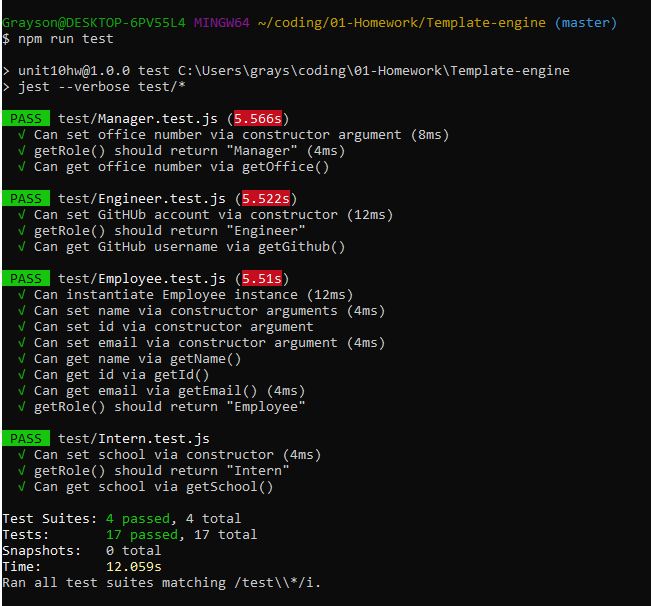 Grayson@DESKTOP-6PV55L4 MINGW64 ~/coding/01-Homework/Template-engine (master)
$ npm run test
> unit10hw@1.0.0 test C:\Users\grays\coding\01-Homework\Template-engine
> jest --verbose test/*
PASS test/Manager.test.js (5.566s)
√ Can set office number via constructor argument (8ms)
√ getRole() should return "Manager" (4ms)
√ Can get office number via getOffice()
PASS test/Engineer.test.js (5.522s)
√ Can set GitHUb account via constructor (12ms)
√ getRole() should return "Engineer"
√ Can get GitHub username via getGithub()
PASS test/Employee.test.js (5.51s)
√ Can instantiate Employee instance (12ms)
√ Can set name via constructor arguments (4ms)
√ Can set id via constructor argument
√ Can set email via constructor argument (4ms)
√ Can get name via getName()
√ Can get id via getId()
√ Can get email via getEmail() (4ms)
√ getRole() should return "Employee"
PASS test/Intern.test.js
√ Can set school via constructor (4ms)
√ getRole() should return "Intern"
√ Can get school via getSchool()
Test Suites: 4 passed, 4 total
Tests: 17 passed, 17 total
Snapshots: 0 total
Time: 12.059s
Ran all test suites matching /test\\*/i.